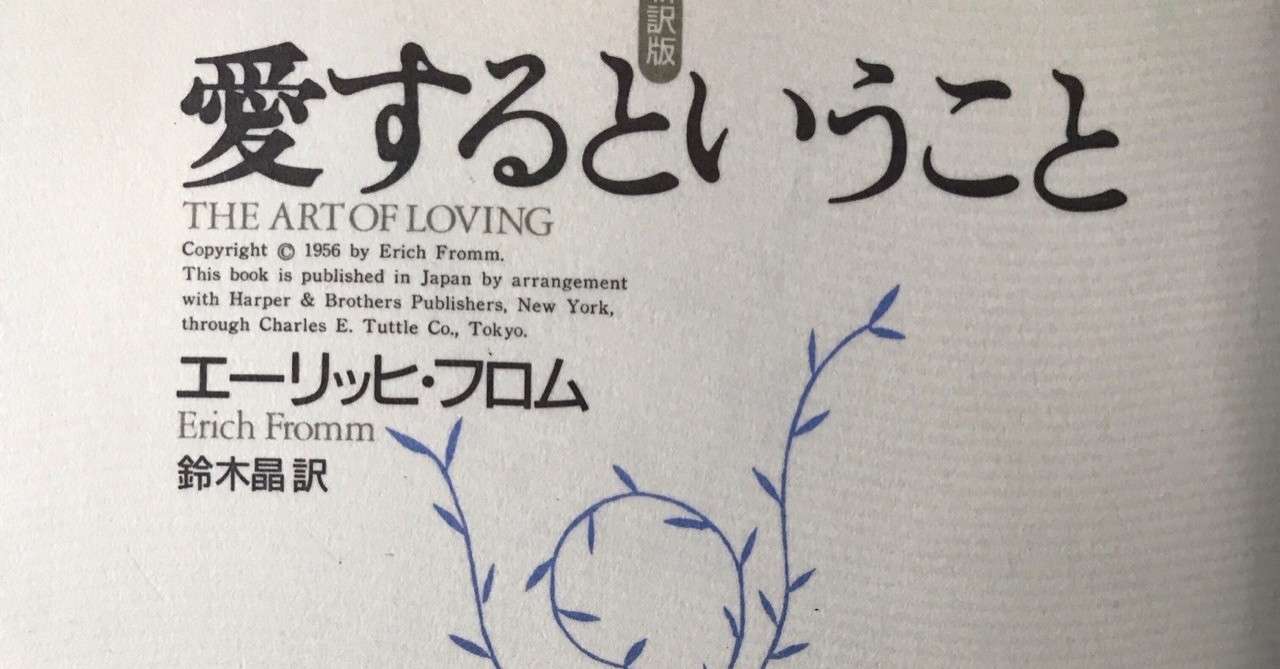 訳版
愛するということ
THE ART OF LOVING
Copyright © 1956 by Erich Fromm.
This book is published in Japan by arrangement
with Harper & Brothers Publishers, New York,
through Charles E. Tuttle Co., Tokyo.
エーリッヒ・フロム
Erich Fromm
鈴木晶訳